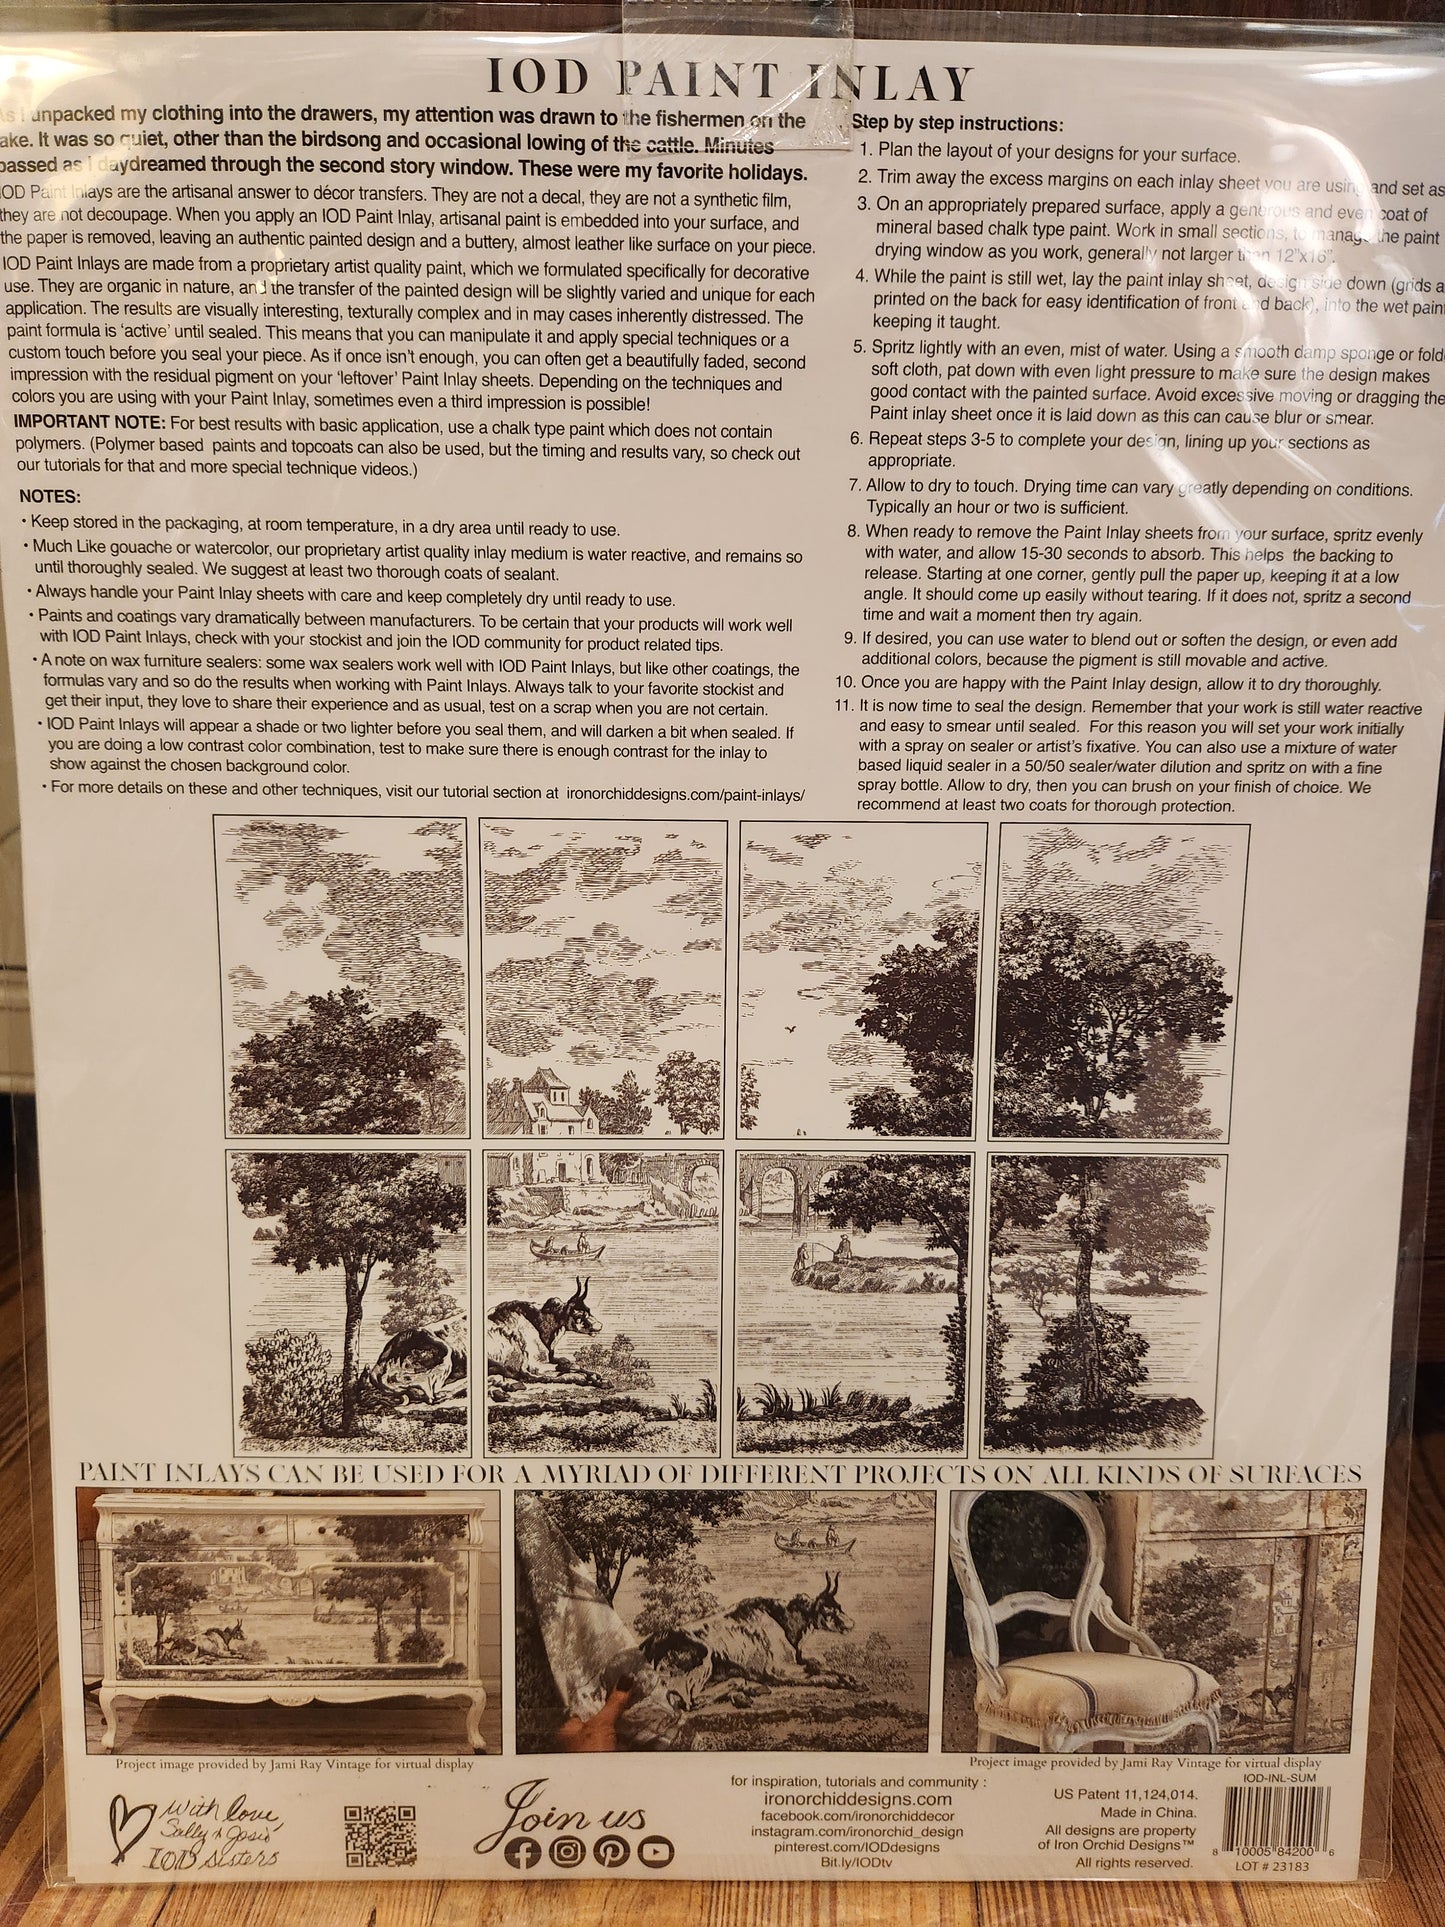 IOD PAINT INLAY
As I unpacked my clothing into the drawers, my attention was drawn to the fishermen on the
ake. It was so quiet, other than the birdsong and occasional lowing of the cattle. Minutes
passed as I daydreamed through the second story window. These were my favorite holidays.
IOD Paint Inlays are the artisanal answer to décor transfers. They are not a decal, they are not a synthetic film,
they are not decoupage. When you apply an IOD Paint Inlay, artisanal paint is embedded into your surface, and
the paper is removed, leaving an authentic painted design and a buttery, almost leather like surface on your piece.
IOD Paint Inlays are made from a proprietary artist quality paint, which we formulated specifically for decorative
use. They are organic in nature, and the transfer of the painted design will be slightly varied and unique for each
application. The results are visually interesting, texturally complex and in may cases inherently distressed. The
paint formula is ‘active’ until sealed. This means that you can manipulate it and apply special techniques or a
custom touch before you seal your piece. As if once isn’t enough, you can often get a beautifully faded, second
impression with the residual pigment on your ‘leftover’ Paint Inlay sheets. Depending on the techniques and
colors you are using with your Paint Inlay, sometimes even a third impression is possible!
IMPORTANT NOTE: For best results with basic application, use a chalk type paint which does not contain
polymers. (Polymer based paints and topcoats can also be used, but the timing and results vary, so check out
our tutorials for that and more special technique videos.)
NOTES:
• Keep stored in the packaging, at room temperature, in a dry area until ready to use.
• Much Like gouache or watercolor, our proprietary artist quality inlay medium is water reactive, and remains so
until thoroughly sealed. We suggest at least two thorough coats of sealant.
• Always handle your Paint Inlay sheets with care and keep completely dry until ready to use.
• Paints and coatings vary dramatically between manufacturers. To be certain that your products will work well
with IOD Paint Inlays, check with your stockist and join the IOD community for product related tips.
• A note on wax furniture sealers: some wax sealers work well with IOD Paint Inlays, but like other coatings, the
formulas vary and so do the results when working with Paint Inlays. Always talk to your favorite stockist and
get their input, they love to share their experience and as usual, test on a scrap when you are not certain.
• IOD Paint Inlays will appear a shade or two lighter before you seal them, and will darken a bit when sealed. If
you are doing a low contrast color combination, test to make sure there is enough contrast for the inlay to
show against the chosen background color.
• For more details on these and other techniques, visit our tutorial section at ironorchiddesigns.com/paint-inlays/
Step by step instructions:
1. Plan the layout of your designs for your surface.
2. Trim away the excess margins on each inlay sheet you are using and set as
3. On an appropriately prepared surface, apply a generous and even coat of
mineral based chalk type paint. Work in small sections, to manage the paint
drying window as you work, generally not larger than 12"x16".
4. While the paint is still wet, lay the paint inlay sheet, design side down (grids a
printed on the back for easy identification of front and back), into the wet pain
keeping it taught.
5. Spritz lightly with an even, mist of water. Using a smooth damp sponge or fold
soft cloth, pat down with even light pressure to make sure the design makes
good contact with the painted surface. Avoid excessive moving or dragging the
Paint inlay sheet once it is laid down as this can cause blur or smear.
6. Repeat steps 3-5 to complete your design, lining up your sections as
appropriate.
7. Allow to dry to touch. Drying time can vary greatly depending on conditions.
Typically an hour or two is sufficient.
8. When ready to remove the Paint Inlay sheets from your surface, spritz evenly
with water, and allow 15-30 seconds to absorb. This helps the backing to
release. Starting at one corner, gently pull the paper up, keeping it at a low
angle. It should come up easily without tearing. If it does not, spritz a second
time and wait a moment then try again.
9. If desired, you can use water to blend out or soften the design, or even add
additional colors, because the pigment is still movable and active.
10. Once you are happy with the Paint Inlay design, allow it to dry thoroughly.
11. It is now time to seal the design. Remember that your work is still water reactive
and easy to smear until sealed. For this reason you will set your work initially
with a spray on sealer or artist’s fixative. You can also use a mixture of water
based liquid sealer in a 50/50 sealer/water dilution and spritz on with a fine
spray bottle. Allow to dry, then you can brush on your finish of choice. We
recommend at least two coats for thorough protection.
PAINT INLAYS CAN BE USED FOR A MYRIAD OF DIFFERENT PROJECTS ON ALL KINDS OF SURFACES
Project image provided by Jami Ray Vintage for virtual display
Project image provided by Jami Ray Vintage for virtual display
With love
Sally & Josie
IOD Sisters
Join us
for inspiration, tutorials and community :
ironorchiddesigns.com
facebook.com/ironorchiddecor
instagram.com/ironorchid_design
pinterest.com/IODdesigns
Bit.ly/IODtv
US Patent 11,124,014.
Made in China.
All designs are property
of Iron Orchid Designs™
All rights reserved.
IOD-INL-SUM
8 10005 84200 6
LOT # 23183